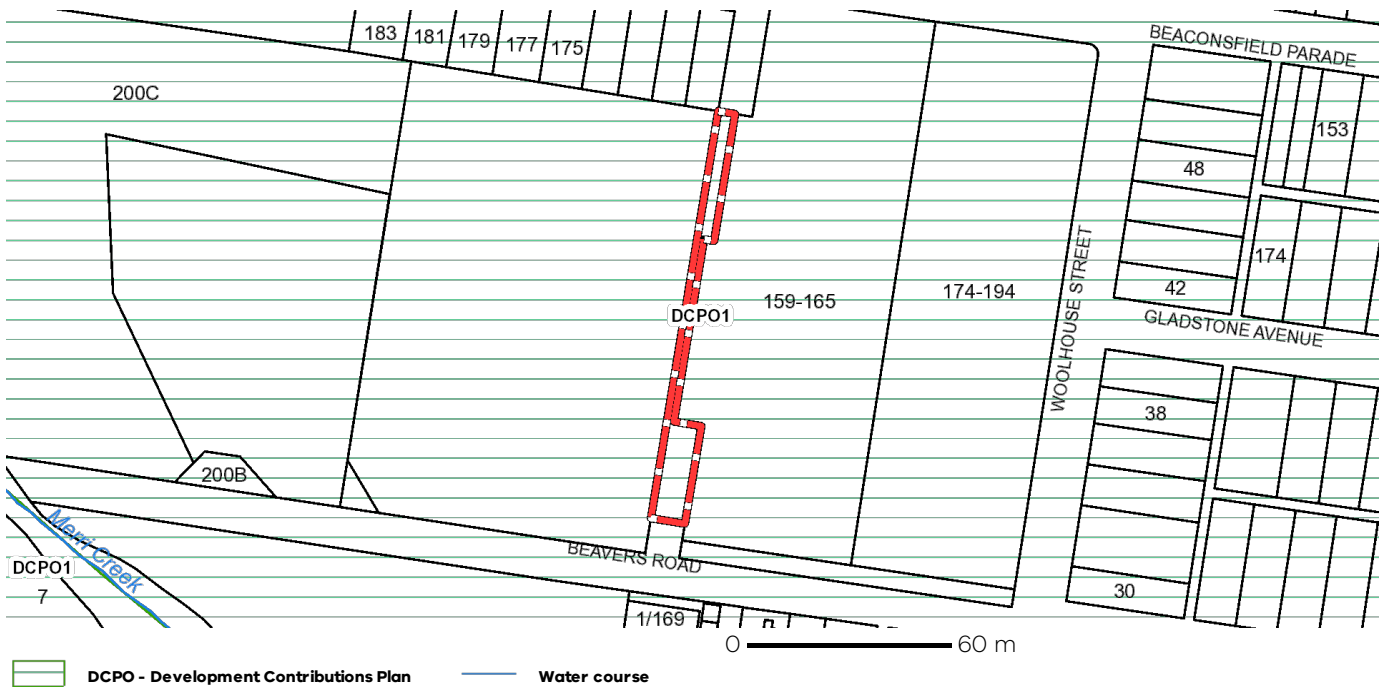 183
181
179
177
175
BEACONSFIELD PARADE
200C
153
48
174
42
159-165
174-194
WOOLHOUSE STREET
GLADSTONE AVENUE
DCPO1
38
200B
Merri Creek
BEAVERS ROAD
DCPO1
7
30
1/169
0 60 m
DCPO - Development Contributions Plan
Water course